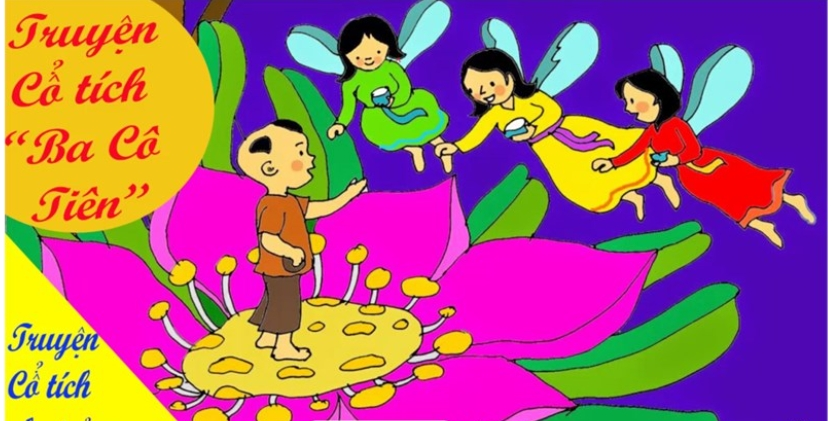 Truyện
Cổ tích
“Ba Cô
Tiên”
Truyện
Cổ tích